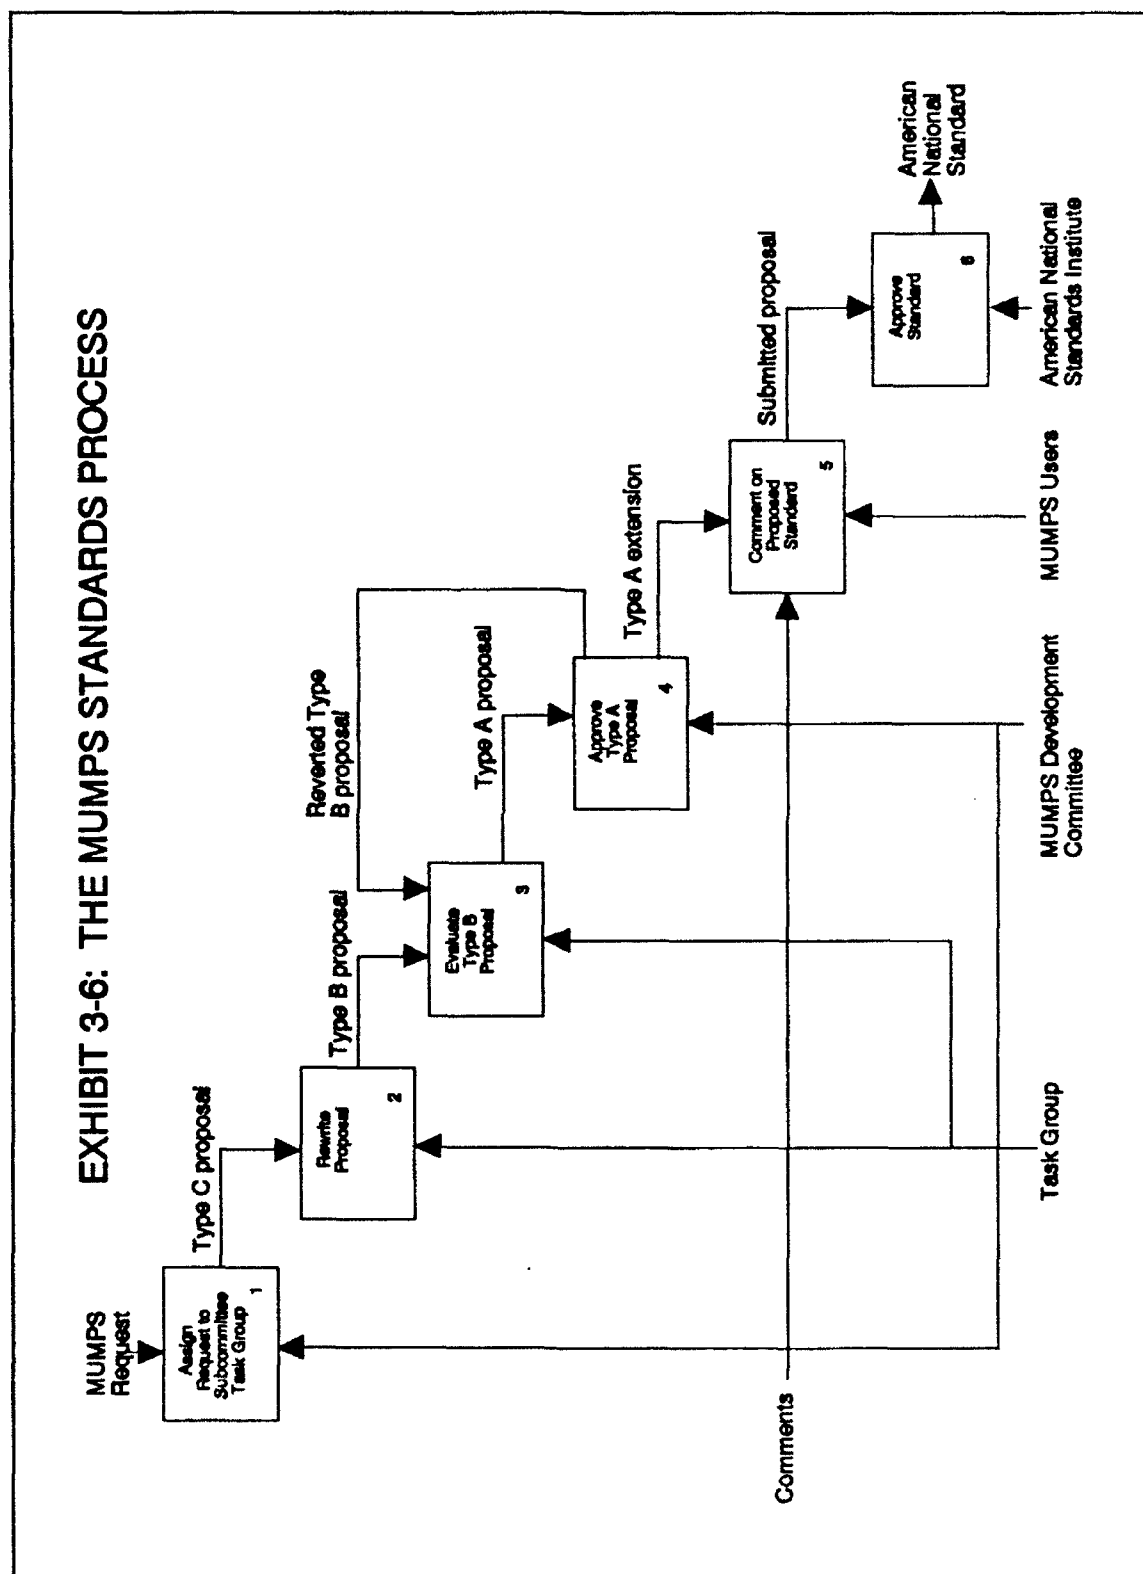 EXHIBIT 3-6: THE MUMPS STANDARDS PROCESS
MUMPS
Request
Assign
Request to
Subcommittee
Task Group
1
Type C proposal
Rewrite
Proposal
2
Type B proposal
Reverted Type
B proposal
Evaluate
Type B
Proposal
3
Type A proposal
Approve
Type A
Proposal
4
Type A extension
Comment on
Proposed
Standard
5
Submitted proposal
Approve
Standard
6
American
National
Standard
Comments
Task Group
MUMPS Development
Committee
MUMPS Users
American National
Standards Institute